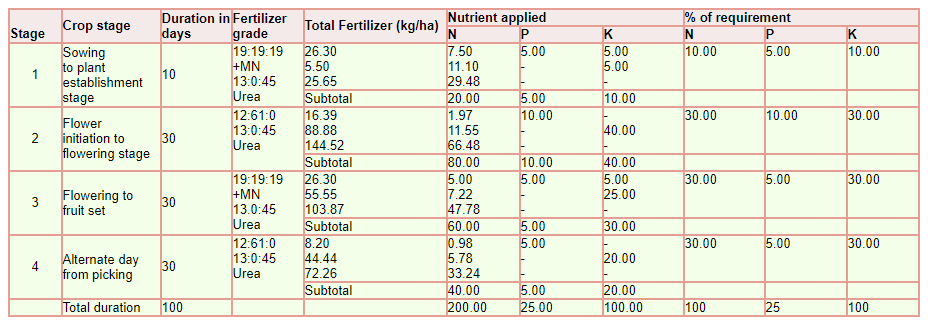 Stage Crop stage Duration in days Fertilizer grade Total Fertilizer (kg/ha) Nutrient applied % of requirement
N P K N P K
1 Sowing to plant establishment stage 10
19:19:19 26.30 7.50 5.00 5.00 10.00 5.00 10.00
+MN 5.50 11.10 - 5.00
13:0:45 25.65 29.48 - -
Urea Subtotal 20.00 5.00 10.00
2 Flower initiation to flowering stage 30
12:61:0 16.39 1.97 10.00 - 30.00 10.00 30.00
13:0:45 88.88 11.55 - 40.00
Urea 144.52 66.48 - -
Subtotal 80.00 10.00 40.00
3 Flowering to fruit set 30
19:19:19 26.30 5.00 5.00 5.00 30.00 5.00 30.00
+MN 55.55 7.22 - 25.00
13.0:45 103.87 47.78 - -
Urea Subtotal 60.00 5.00 30.00
4 Alternate day from picking 30
12:61:0 8.20 0.98 5.00 - 30.00 5.00 30.00
13:0:45 44.44 5.78 - 20.00
Urea 72.26 33.24 - -
Subtotal 40.00 5.00 20.00
Total duration 100 200.00 25.00 100.00 100 25 100